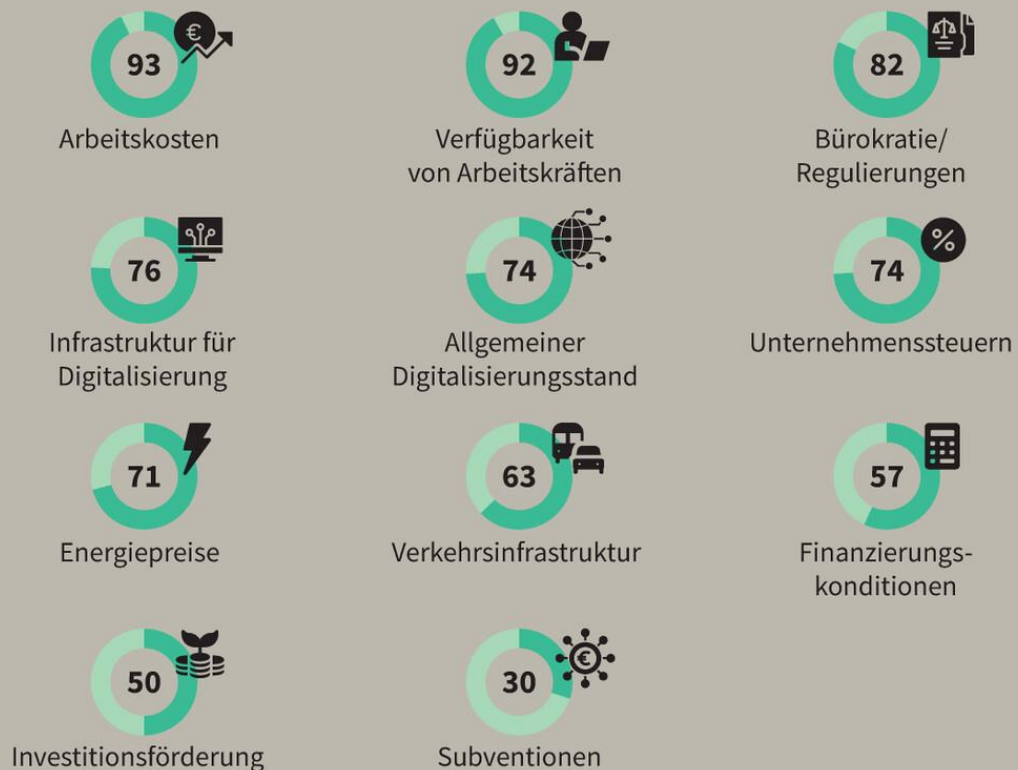 93
€
Arbeitskosten
92
Verfügbarkeit
von Arbeitskräften
82
Bürokratie/
Regulierungen
76
Infrastruktur für
Digitalisierung
74
Allgemeiner
Digitalisierungsstand
74
%
Unternehmenssteuern
71
Energiepreise
63
Verkehrsinfrastruktur
57
Finanzierungs-
konditionen
50
Investitionsförderung
30
€
Subventionen